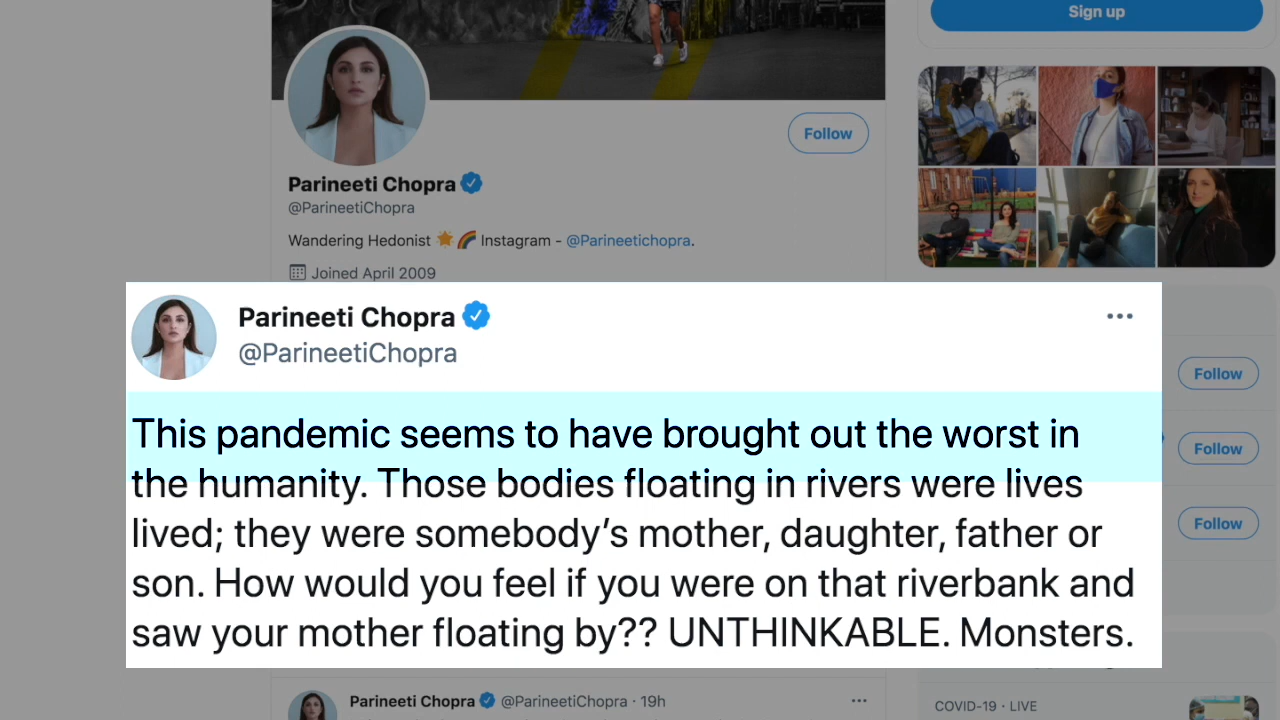 Sign up
Follow
Parineeti Chopra
@ParineetiChopra
Wandering Hedonist 🌟🌈 Instagram - @Parineetichopra.
Joined April 2009
Parineeti Chopra
@ParineetiChopra
This pandemic seems to have brought out the worst in
the humanity. Those bodies floating in rivers were lives
lived; they were somebody’s mother, daughter, father or
son. How would you feel if you were on that riverbank and
saw your mother floating by?? UNTHINKABLE. Monsters.
Follow
Follow
Follow
Parineeti Chopra @ParineetiChopra · 19h
COVID-19 · LIVE